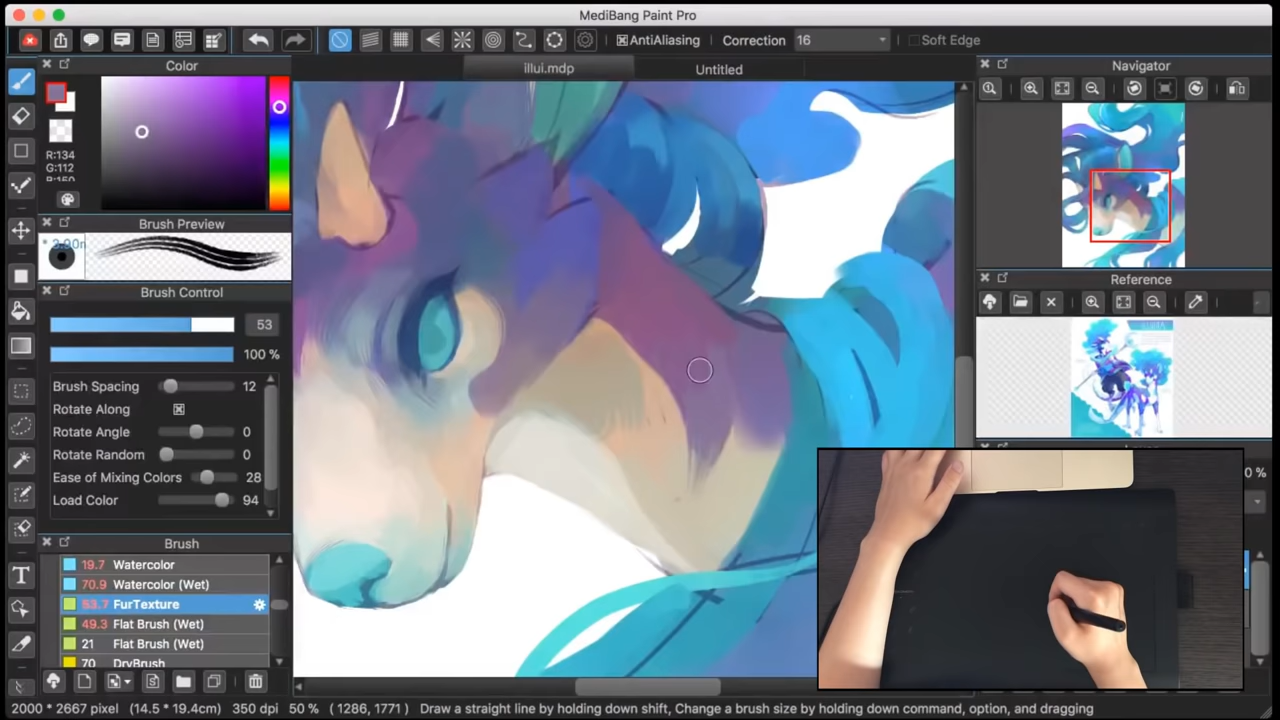 MediBang Paint Pro
AntiAliasing
Correction
16
Soft Edge
Color
illui.mdp
Untitled
Navigator
R:134
G:112
B:150
Brush Preview
Reference
Brush Control
53
100 %
Brush Spacing
12
Rotate Along
Rotate Angle
0
Rotate Random
0
Ease of Mixing Colors
28
Load Color
94
Brush
19.7 Watercolor
70.9 Watercolor (Wet)
53.7 FurTexture
49.3 Flat Brush (Wet)
21 Flat Brush (Wet)
70 DryBrush
0 %
T
2000 * 2667 pixel (14.5 * 19.4cm) 350 dpi 50 % ( 1286, 1771 ) Draw a straight line by holding down shift, Change a brush size by holding down command, option, and dragging